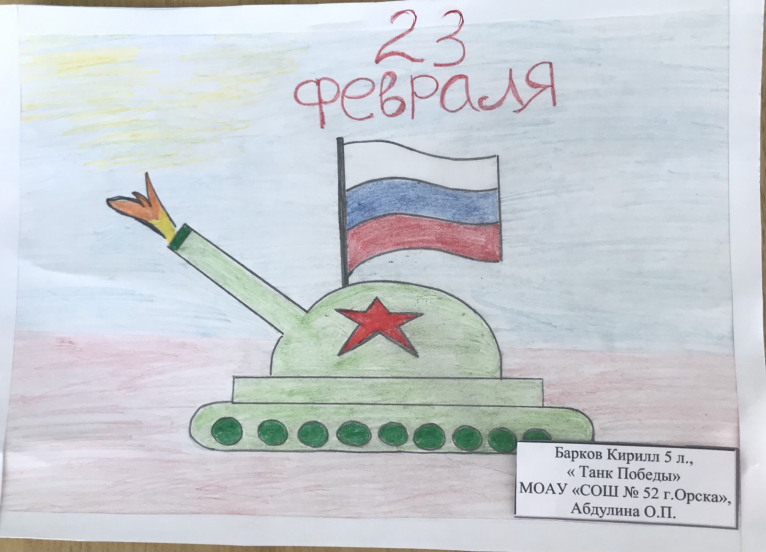 23
февраля
Барков Кирилл 5 л.,
« Танк Победы»
МОАУ «СОШ № 52 г.Орска»,
Абдулина О.П.